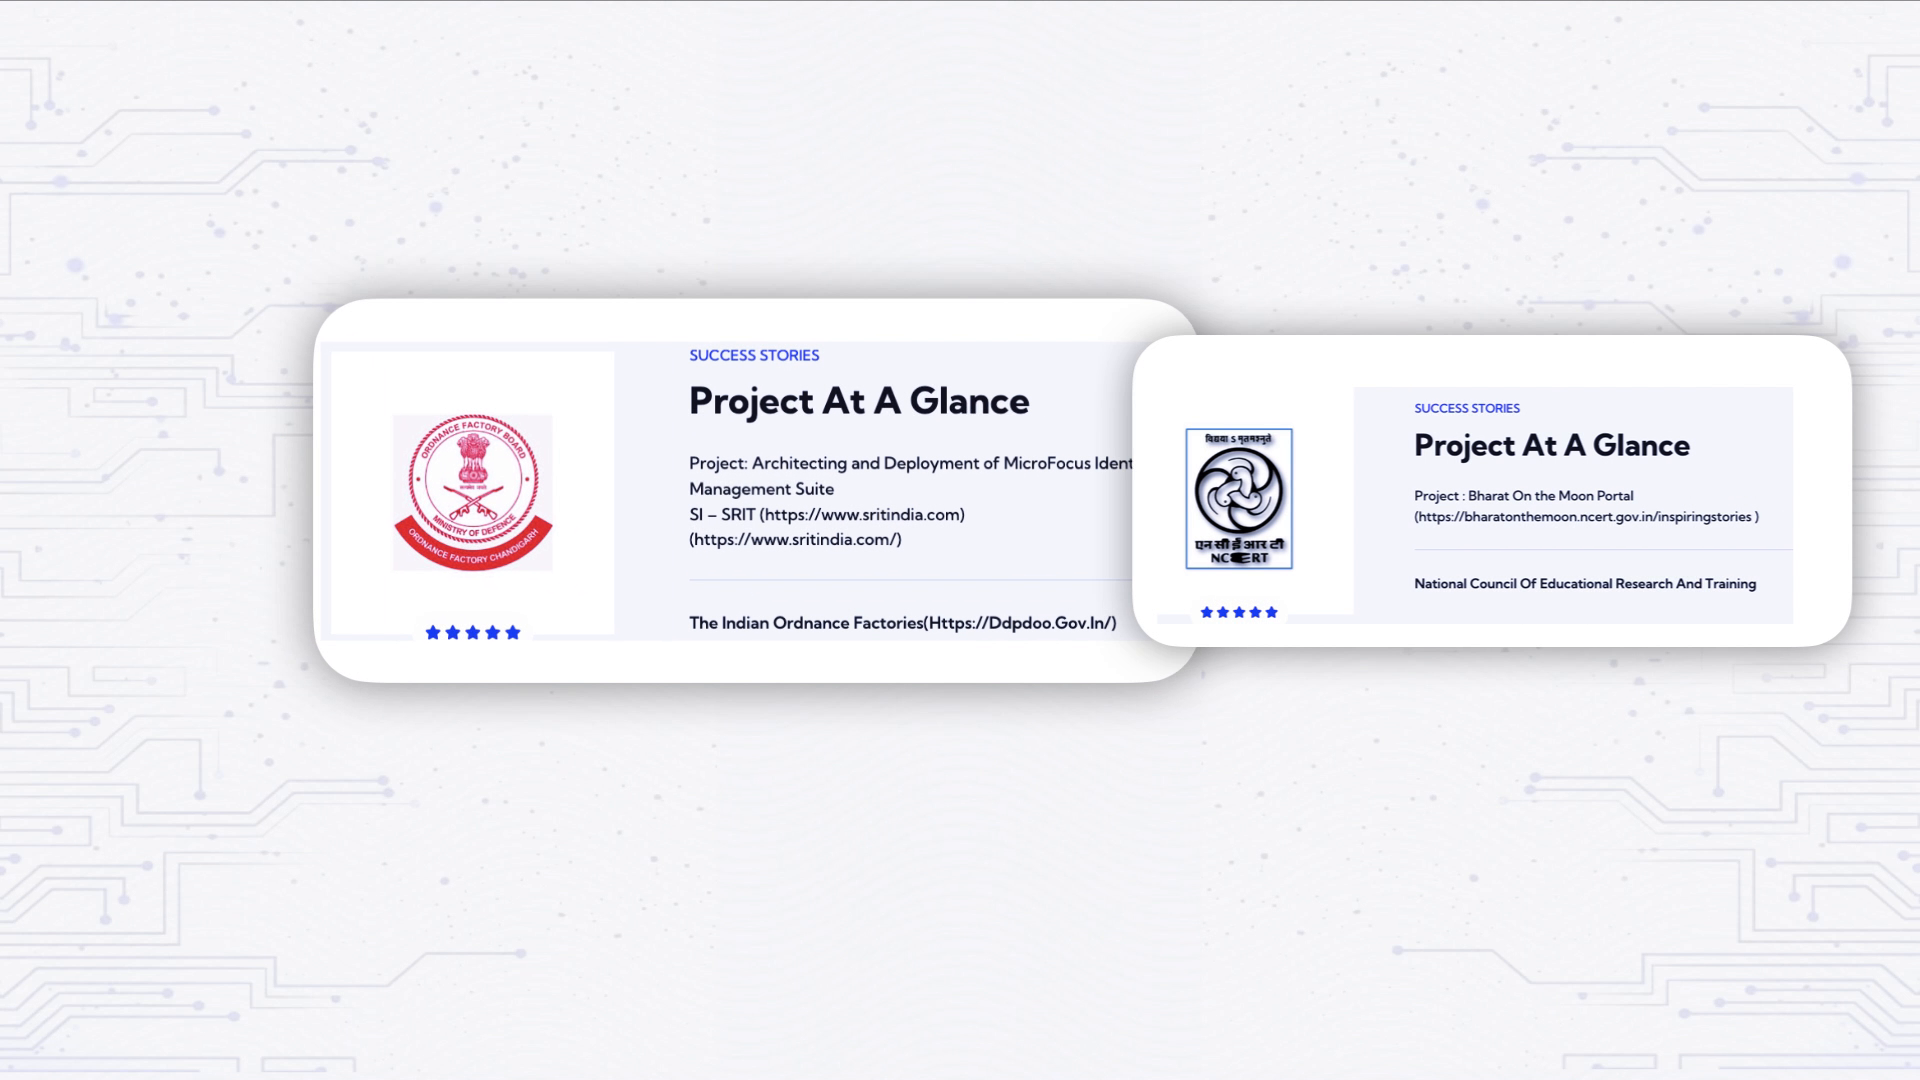 SUCCESS STORIES
Project At A Glance
Project: Architecting and Deployment of MicroFocus Ident
Management Suite
SI – SRIT (https://www.sritindia.com)
(https://www.sritindia.com/)
The Indian Ordnance Factories(Https://Ddpdoo.Gov.In/)
ORDNANCE FACTORY BOARD
सत्यमेव जयते
MINISTRY OF DEFENCE
ORDNANCE FACTORY CHANDIGARH
SUCCESS STORIES
Project At A Glance
Project : Bharat On the Moon Portal
(https://bharatonthemoon.ncert.gov.in/inspiringstories )
National Council Of Educational Research And Training
विद्यया ऽ मृतमश्नुते
एन सी ई आर टी
NCERT